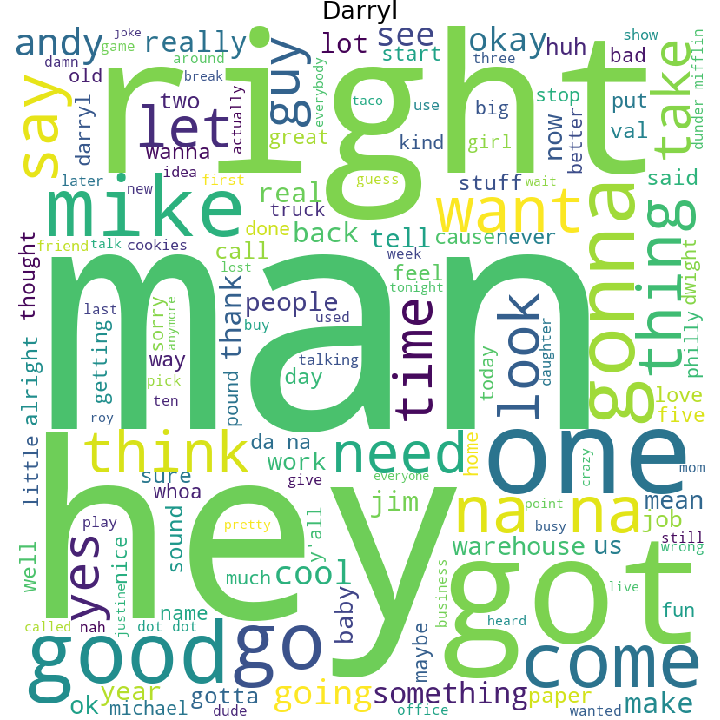 Darryl
joke
game
damn
around
break
everybody
andy
really
right
guy
lot
see
start
okay
huh
three
bad
show
dunder mifflin
say
old
darryl
two
let
wanna
idea
actually
great
taco
use
kind
big
girl
stop
now
better
put
val
take
later
new
first
guess
stuff
wait
said
mike
real
truck
want
friend
talk
cookies
done
call
back
tell
cause
never
thing
dwight
philly
thought
lost
week
feel
tonight
man
last
getting
sorry
anymore
way
pick
ten
roy
thank
pound
people
buy
used
talking
day
time
look
daughter
today
gonna
love
five
little
alright
think
da na
need
one
home
crazy
mom
sure
work
whoa
give
everyone
na na
mean
hey
yes
play
sound
pretty
y'all
jim
point
busy
job
warehouse
us
still
wrong
well
nice
justine
much
cool
business
got
live
fun
called
nah
dot dot
name
baby
maybe
heard
good
go
come
ok
year
michael
gotta
dude
going
something
office
paper
wanted
make